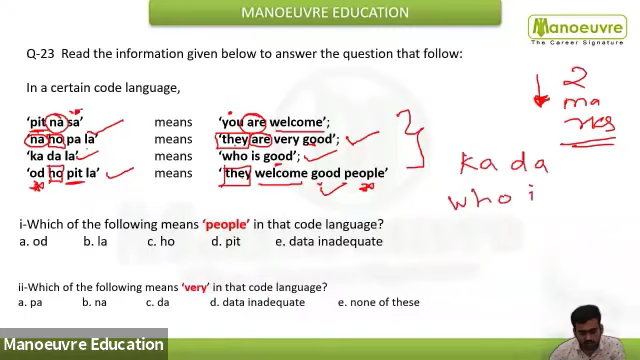 MANOEUVRE EDUCATION
Manoeuvre
The Career Signature
Q-23 Read the information given below to answer the question that follow:
In a certain code language,
'pit na sa' means 'you are welcome';
'na ho pa la' means 'they are very good';
'ka da la' means 'who is good';
'od ho pit la' means ' they welcome good people'
2
ma
rks
ka da
who i
i-Which of the following means 'people' in that code language?
a. od b. la c. ho d. pit e. data inadequate
ii-Which of the following means 'very' in that code language?
a. pa b. na c. da d. data inadequate e. none of these
Manoeuvre Education